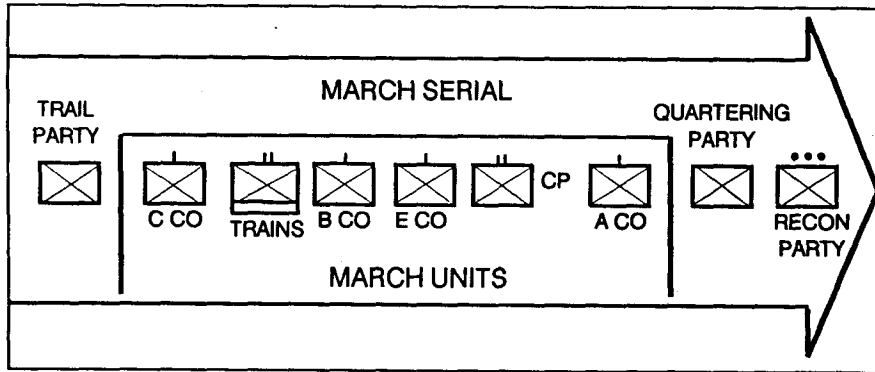 MARCH SERIAL
TRAIL
PARTY
QUARTERING
PARTY
CP
C CO
TRAINS
B CO
E CO
A CO
RECON
PARTY
MARCH UNITS